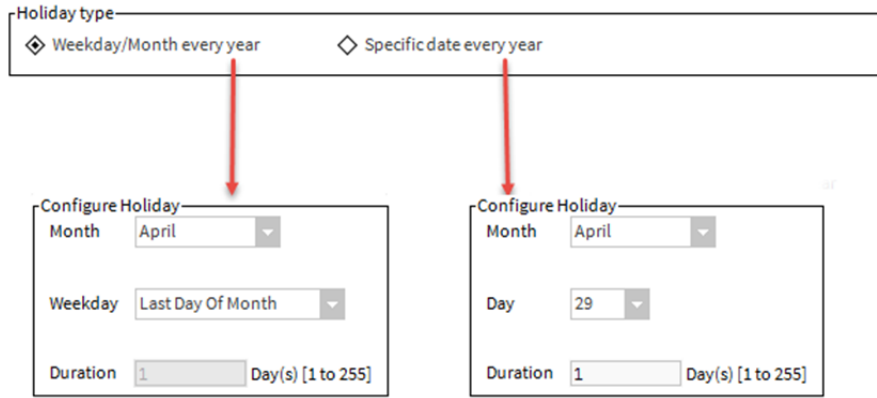 Holiday type
Weekday/Month every year
Specific date every year
or
Configure Holiday
Month April
Weekday Last Day Of Month
Duration 1 Day(s) [1 to 255]
Configure Holiday
Month April
Day 29
Duration 1 Day(s) [1 to 255]